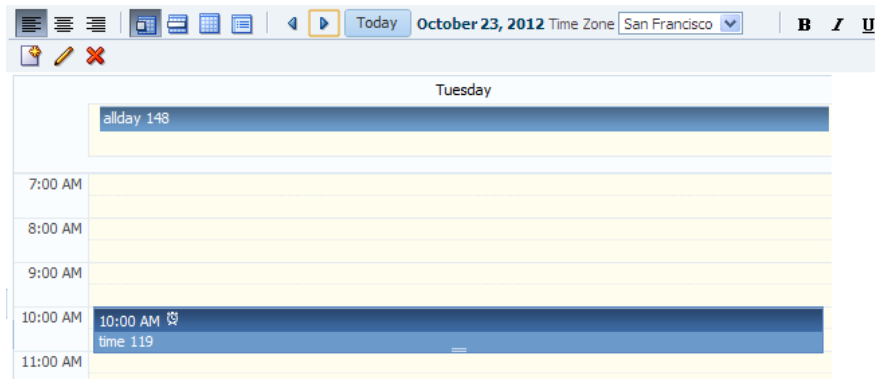 Today October 23, 2012 Time Zone San Francisco B I U
Tuesday
allday 148
7:00 AM
8:00 AM
9:00 AM
10:00 AM 10:00 AM
time 119
11:00 AM